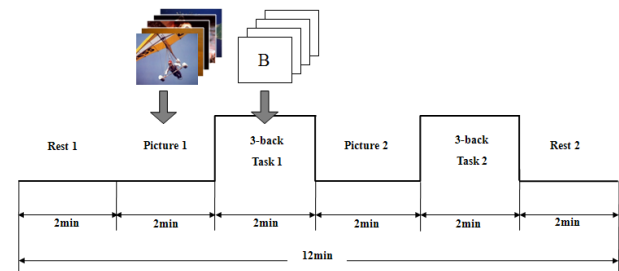 B
Rest 1
Picture 1
3-back
Task 1
Picture 2
3-back
Task 2
Rest 2
2min
2min
2min
2min
2min
2min
12min